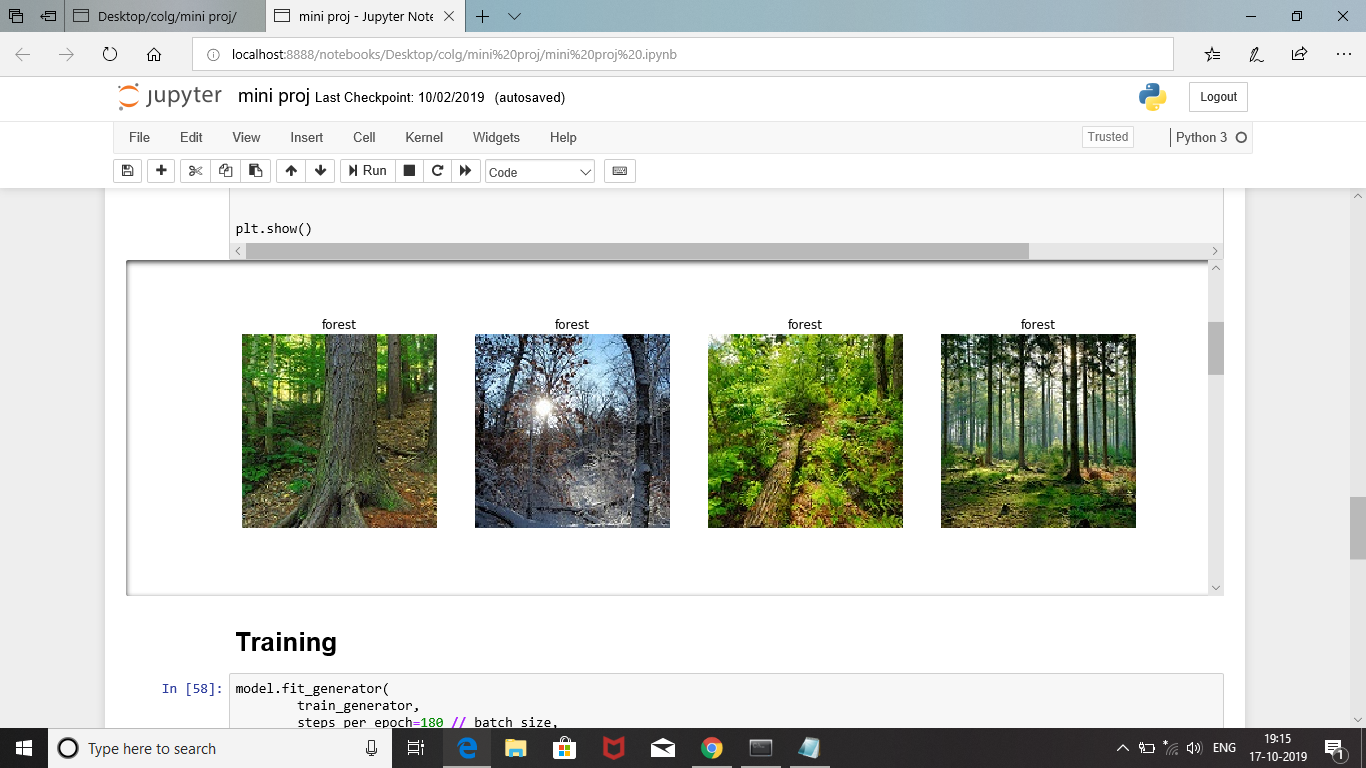 Desktop/colg/mini proj/
mini proj - Jupyter Note
localhost:8888/notebooks/Desktop/colg/mini%20proj/mini%20proj%20.ipynb
jupyter mini proj Last Checkpoint: 10/02/2019 (autosaved)
Logout
File Edit View Insert Cell Kernel Widgets Help
Trusted
Python 3
Run
Code
plt.show()
forest forest forest forest
Training
In [58]: model.fit_generator(
train_generator,
steps_per_epoch=180 // batch_size,
Type here to search
ENG
19:15
17-10-2019
1